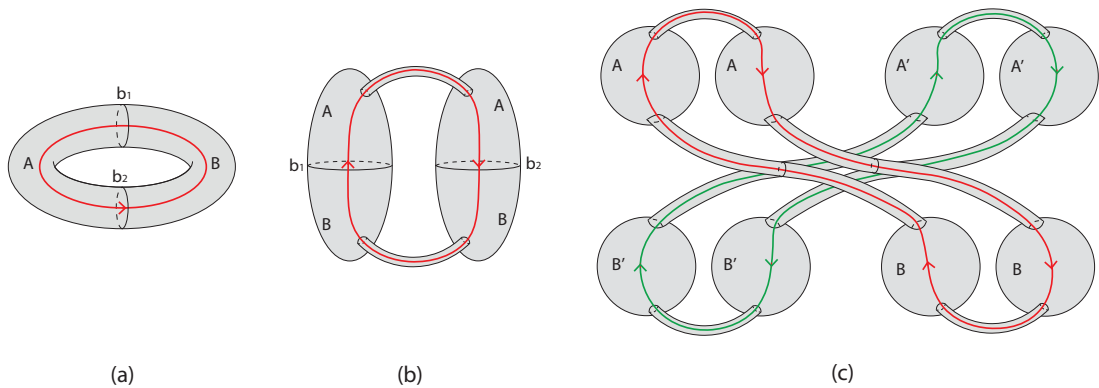 A A A′ A′
b₁ A B b₂
A A b₁ b₂ B B
B′ B′ B B
(a) (b) (c)